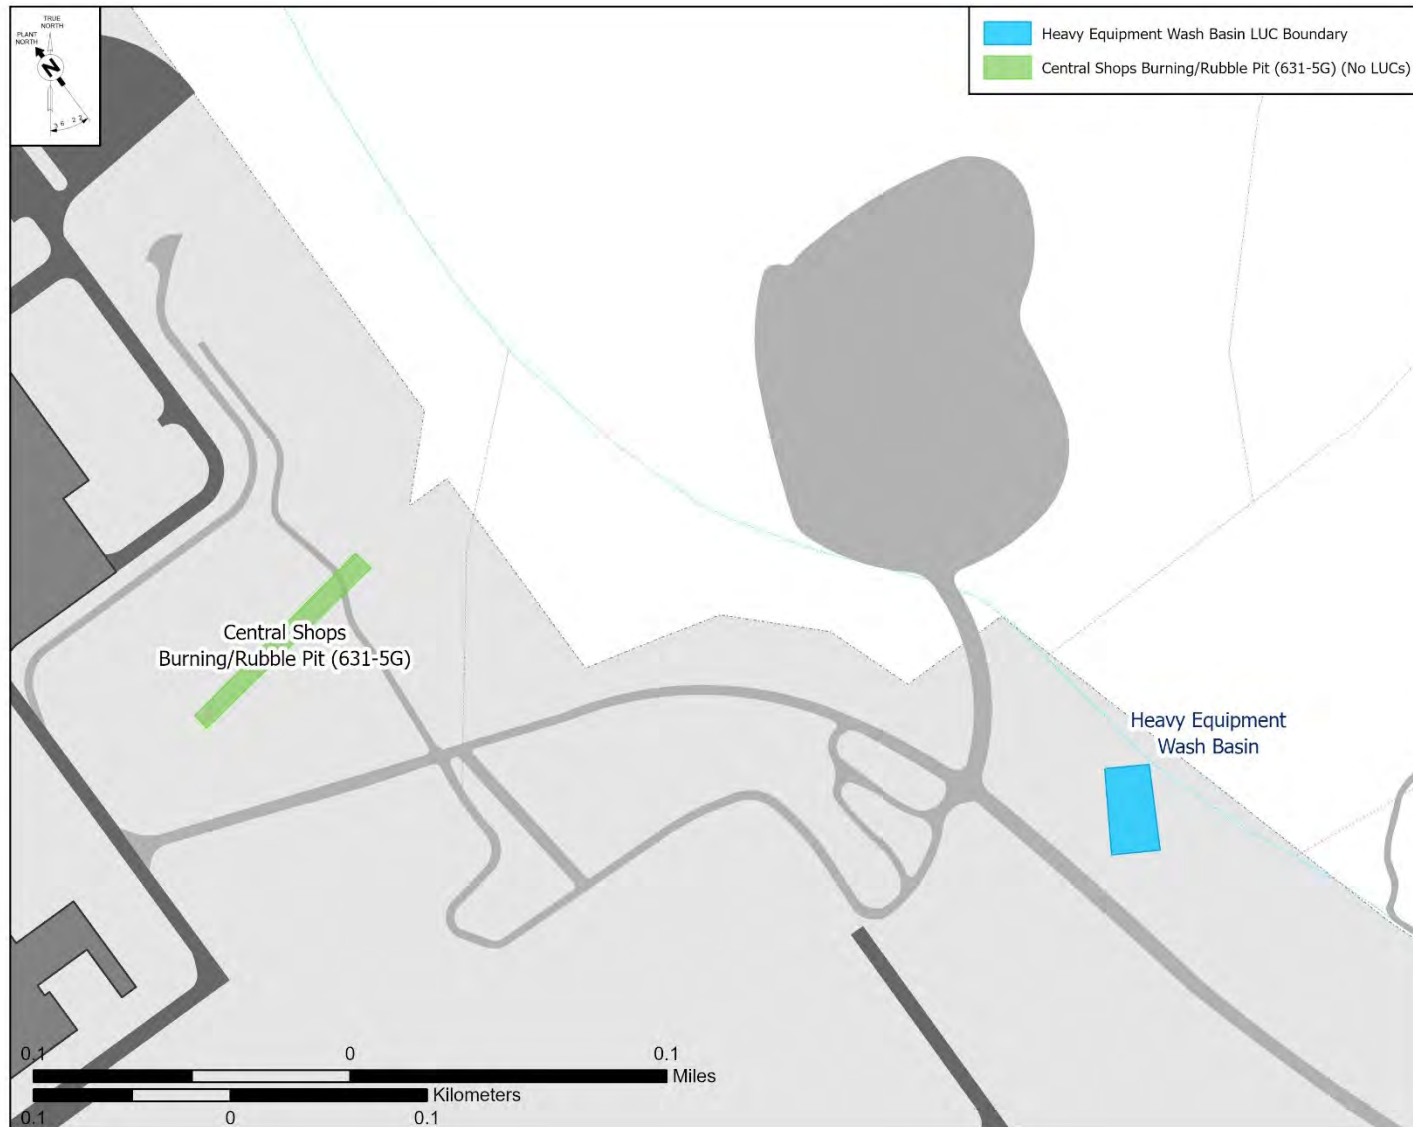 TRUE
NORTH
PLANT
NORTH
N
36 22
Heavy Equipment Wash Basin LUC Boundary
Central Shops Burning/Rubble Pit (631-5G) (No LUCs)
Central Shops
Burning/Rubble Pit (631-5G)
Heavy Equipment
Wash Basin
0.1 0 0.1
Miles
Kilometers
0.1 0 0.1